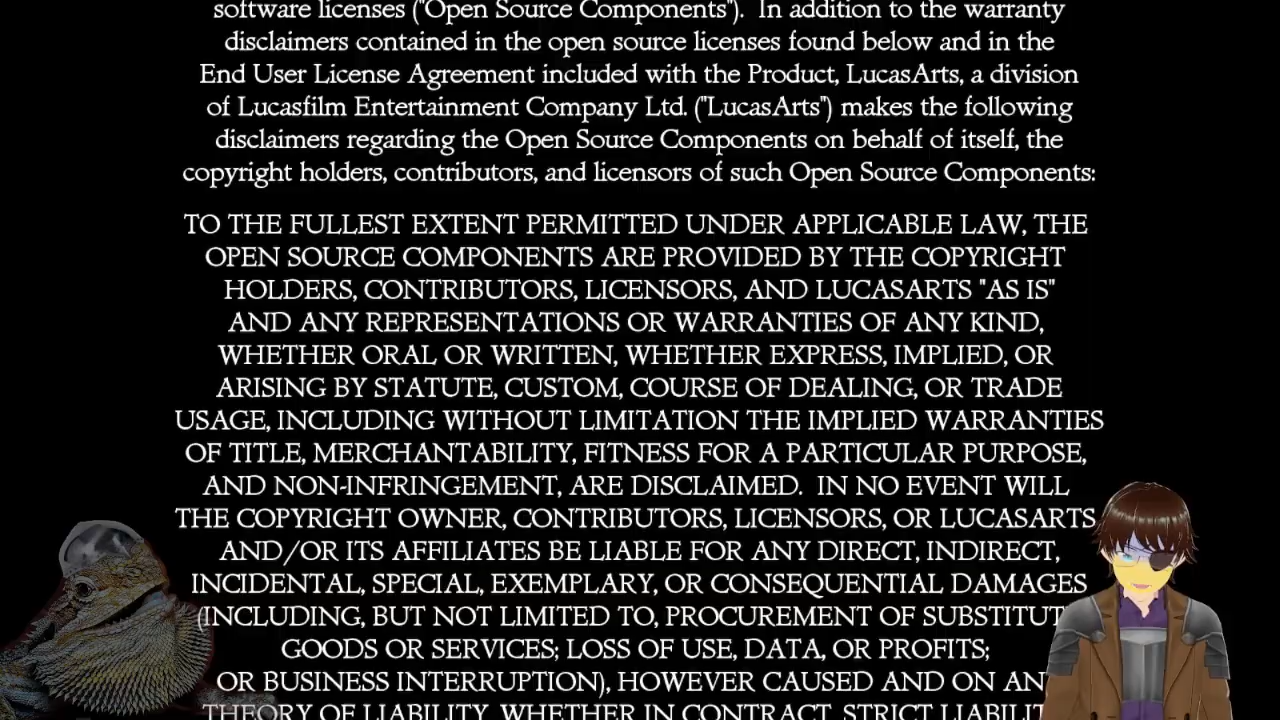 software licenses ("Open Source Components").  In addition to the warranty
disclaimers contained in the open source licenses found below and in the
End User License Agreement included with the Product, LucasArts, a division
of Lucasfilm Entertainment Company Ltd. ("LucasArts") makes the following
disclaimers regarding the Open Source Components on behalf of itself, the
copyright holders, contributors, and licensors of such Open Source Components:
TO THE FULLEST EXTENT PERMITTED UNDER APPLICABLE LAW, THE
OPEN SOURCE COMPONENTS ARE PROVIDED BY THE COPYRIGHT
HOLDERS, CONTRIBUTORS, LICENSORS, AND LUCASARTS "AS IS"
AND ANY REPRESENTATIONS OR WARRANTIES OF ANY KIND,
WHETHER ORAL OR WRITTEN, WHETHER EXPRESS, IMPLIED, OR
ARISING BY STATUTE, CUSTOM, COURSE OF DEALING, OR TRADE
USAGE, INCLUDING WITHOUT LIMITATION THE IMPLIED WARRANTIES
OF TITLE, MERCHANTABILITY, FITNESS FOR A PARTICULAR PURPOSE,
AND NON-INFRINGEMENT, ARE DISCLAIMED.  IN NO EVENT WILL
THE COPYRIGHT OWNER, CONTRIBUTORS, LICENSORS, OR LUCASARTS
AND/OR ITS AFFILIATES BE LIABLE FOR ANY DIRECT, INDIRECT,
INCIDENTAL, SPECIAL, EXEMPLARY, OR CONSEQUENTIAL DAMAGES
(INCLUDING, BUT NOT LIMITED TO, PROCUREMENT OF SUBSTITUT
GOODS OR SERVICES; LOSS OF USE, DATA, OR PROFITS;
OR BUSINESS INTERRUPTION), HOWEVER CAUSED AND ON AN
THEORY OF LIABILITY, WHETHER IN CONTRACT, STRICT LIABILIT